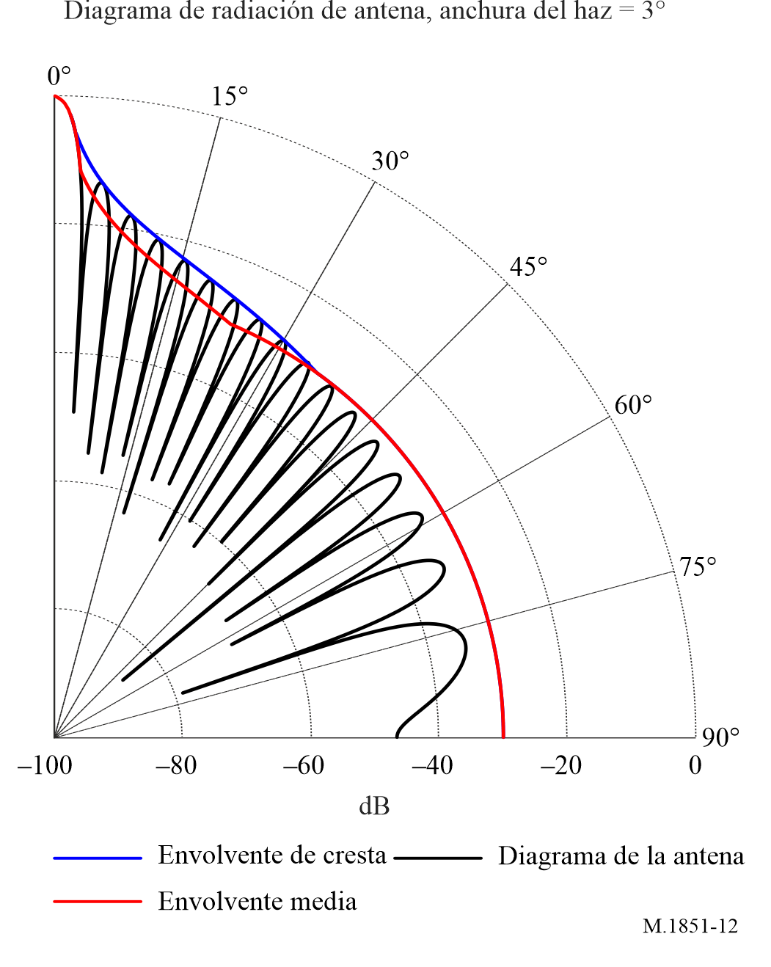 Diagrama de radiación de antena, anchura del haz = 3°
0°
15°
30°
45°
60°
75°
90°
–100 –80 –60 –40 –20 0
dB
Envolvente de cresta Diagrama de la antena
Envolvente media
M.1851-12